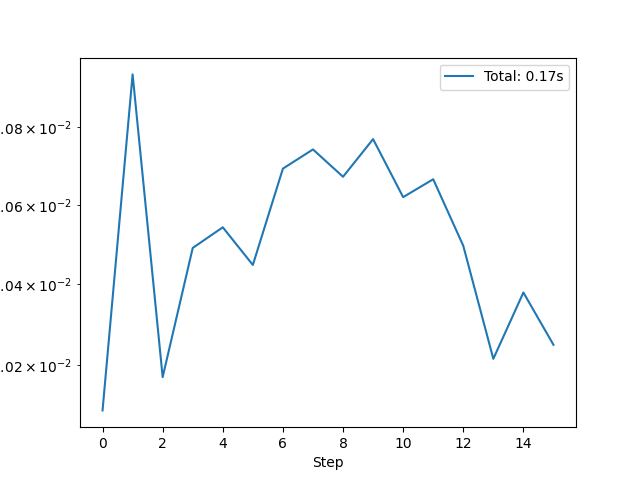 Total: 0.17s
.08 × 10⁻²
.06 × 10⁻²
.04 × 10⁻²
.02 × 10⁻²
0 2 4 6 8 10 12 14
Step